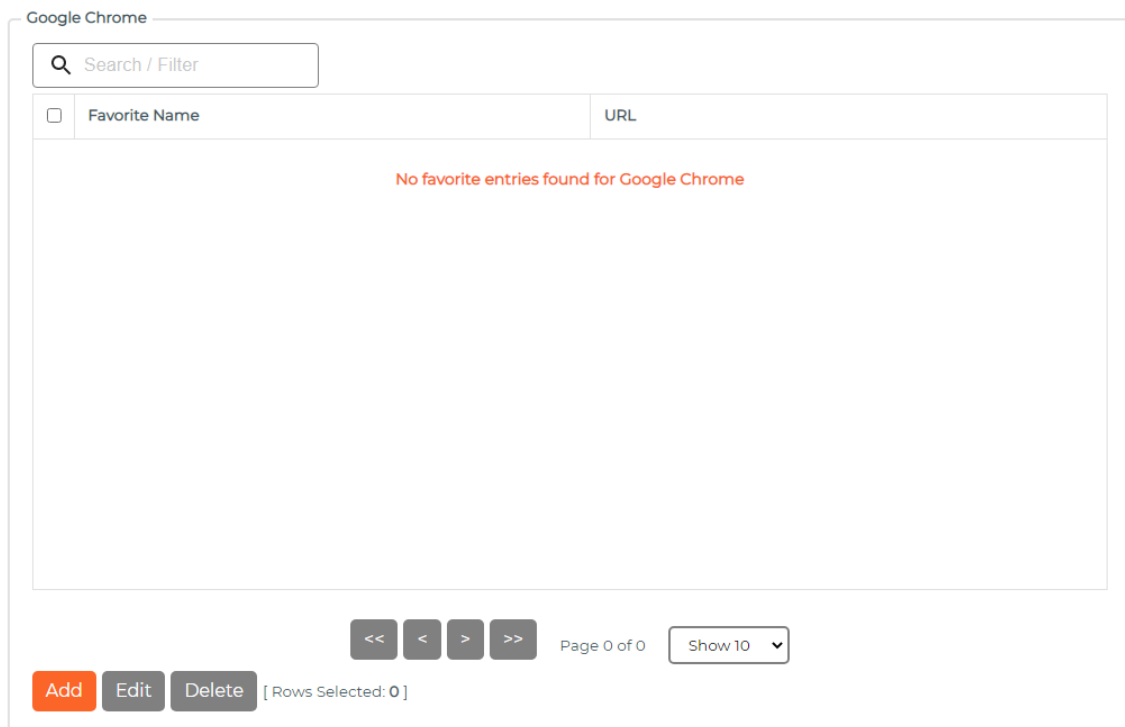 Google Chrome
Search / Filter
Favorite Name URL
No favorite entries found for Google Chrome
<< < > >> Page 0 of 0 Show 10
Add Edit Delete [ Rows Selected: 0 ]